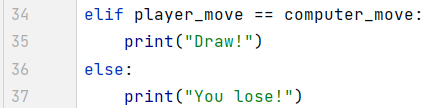 34 elif player_move == computer_move:
35     print("Draw!")
36 else:
37     print("You lose!")